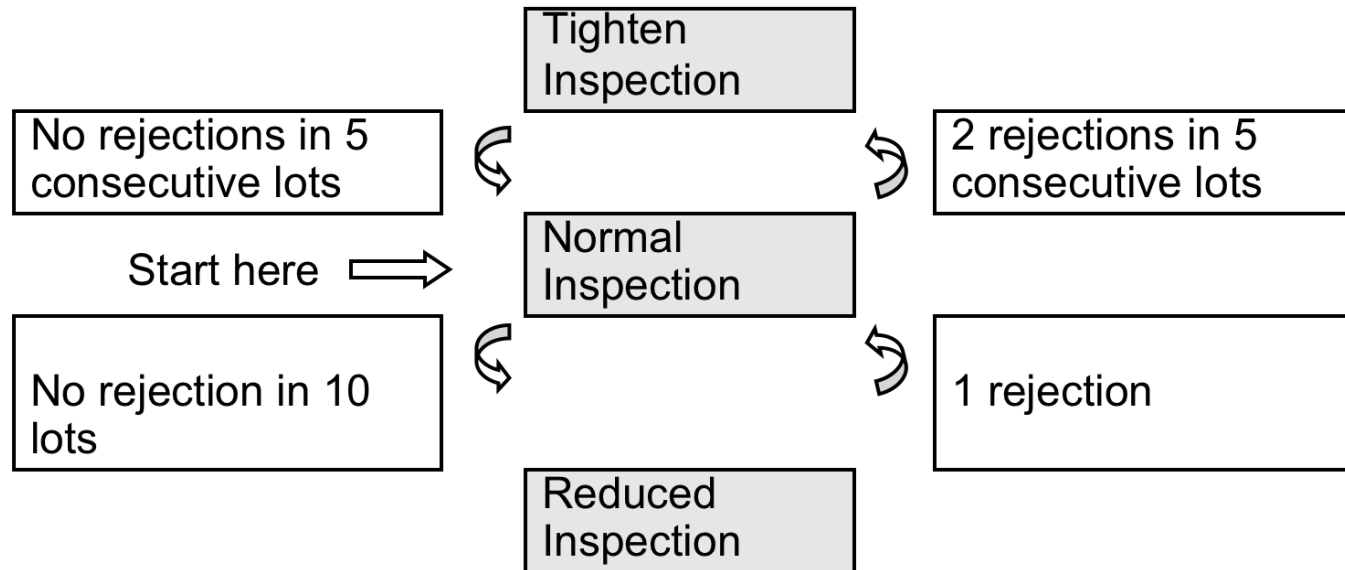 Tighten
Inspection
No rejections in 5
consecutive lots
2 rejections in 5
consecutive lots
Normal
Inspection
Start here
No rejection in 10
lots
1 rejection
Reduced
Inspection